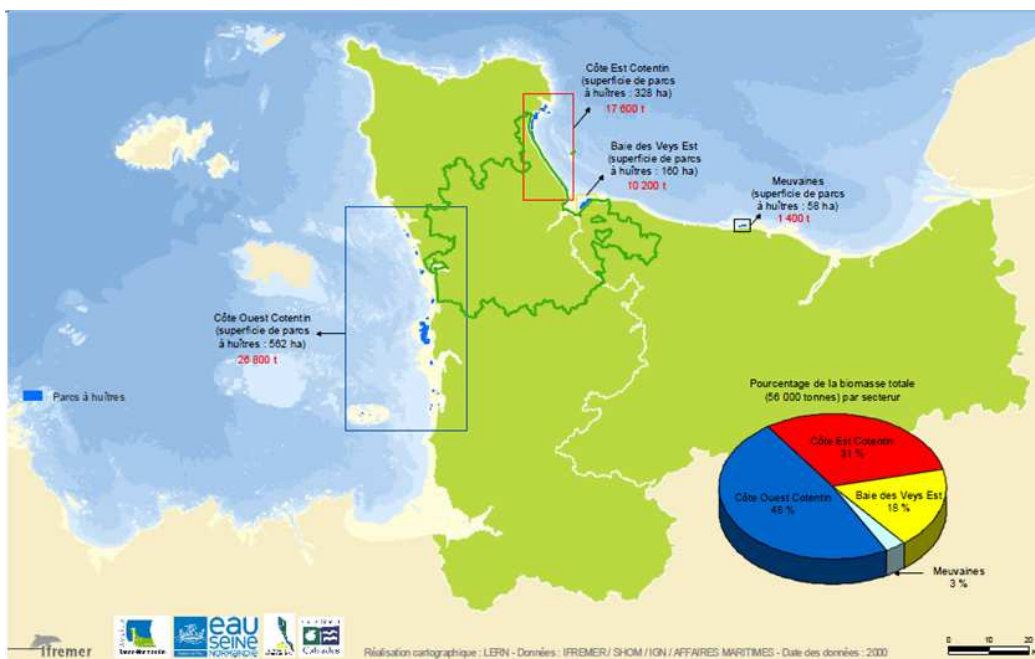 Côte Est Cotentin
(superficie de parcs
à huîtres : 328 ha)
17 600 t
Baie des Veys Est
(superficie de parcs
à huîtres : 160 ha)
10 200 t
Meuvaines
(superficie de parcs
à huîtres : 58 ha)
1 400 t
Côte Ouest Cotentin
(superficie de parcs
à huîtres : 562 ha)
26 800 t
Parcs à huîtres
Pourcentage de la biomasse totale
(56 000 tonnes) par secterur
Côte Est Cotentin
31 %
Côte Ouest Cotentin
48 %
Baie des Veys Est
18 %
Meuvaines
3 %
ifremer
eau
SEINE
NORMANDIE
Calvados
Réalisation cartographique : LERN - Données : IFREMER / SHOM / IGN / AFFAIRES MARITIMES - Date des données : 2000
0 10 20